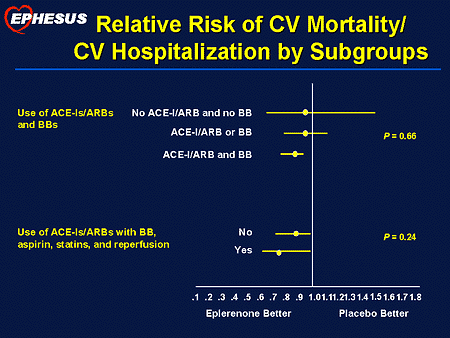 EPHESUS
Relative Risk of CV Mortality/
CV Hospitalization by Subgroups
Use of ACE-Is/ARBs
and BBs
No ACE-I/ARB and no BB
ACE-I/ARB or BB
P = 0.66
ACE-I/ARB and BB
Use of ACE-Is/ARBs with BB,
aspirin, statins, and reperfusion
No
Yes
P = 0.24
.1 .2 .3 .4 .5 .6 .7 .8 .9 1.0 1.1 1.2 1.3 1.4 1.5 1.6 1.7 1.8
Eplerenone Better Placebo Better